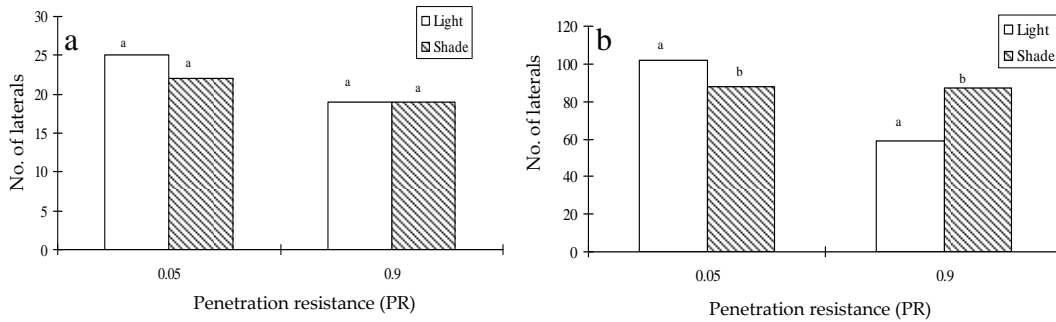 a
Light
Shade
No. of laterals
30
25
20
15
10
5
0
a
a
a
a
0.05
0.9
Penetration resistance (PR)
b
Light
Shade
No. of laterals
120
100
80
60
40
20
0
a
b
a
b
0.05
0.9
Penetration resistance (PR)